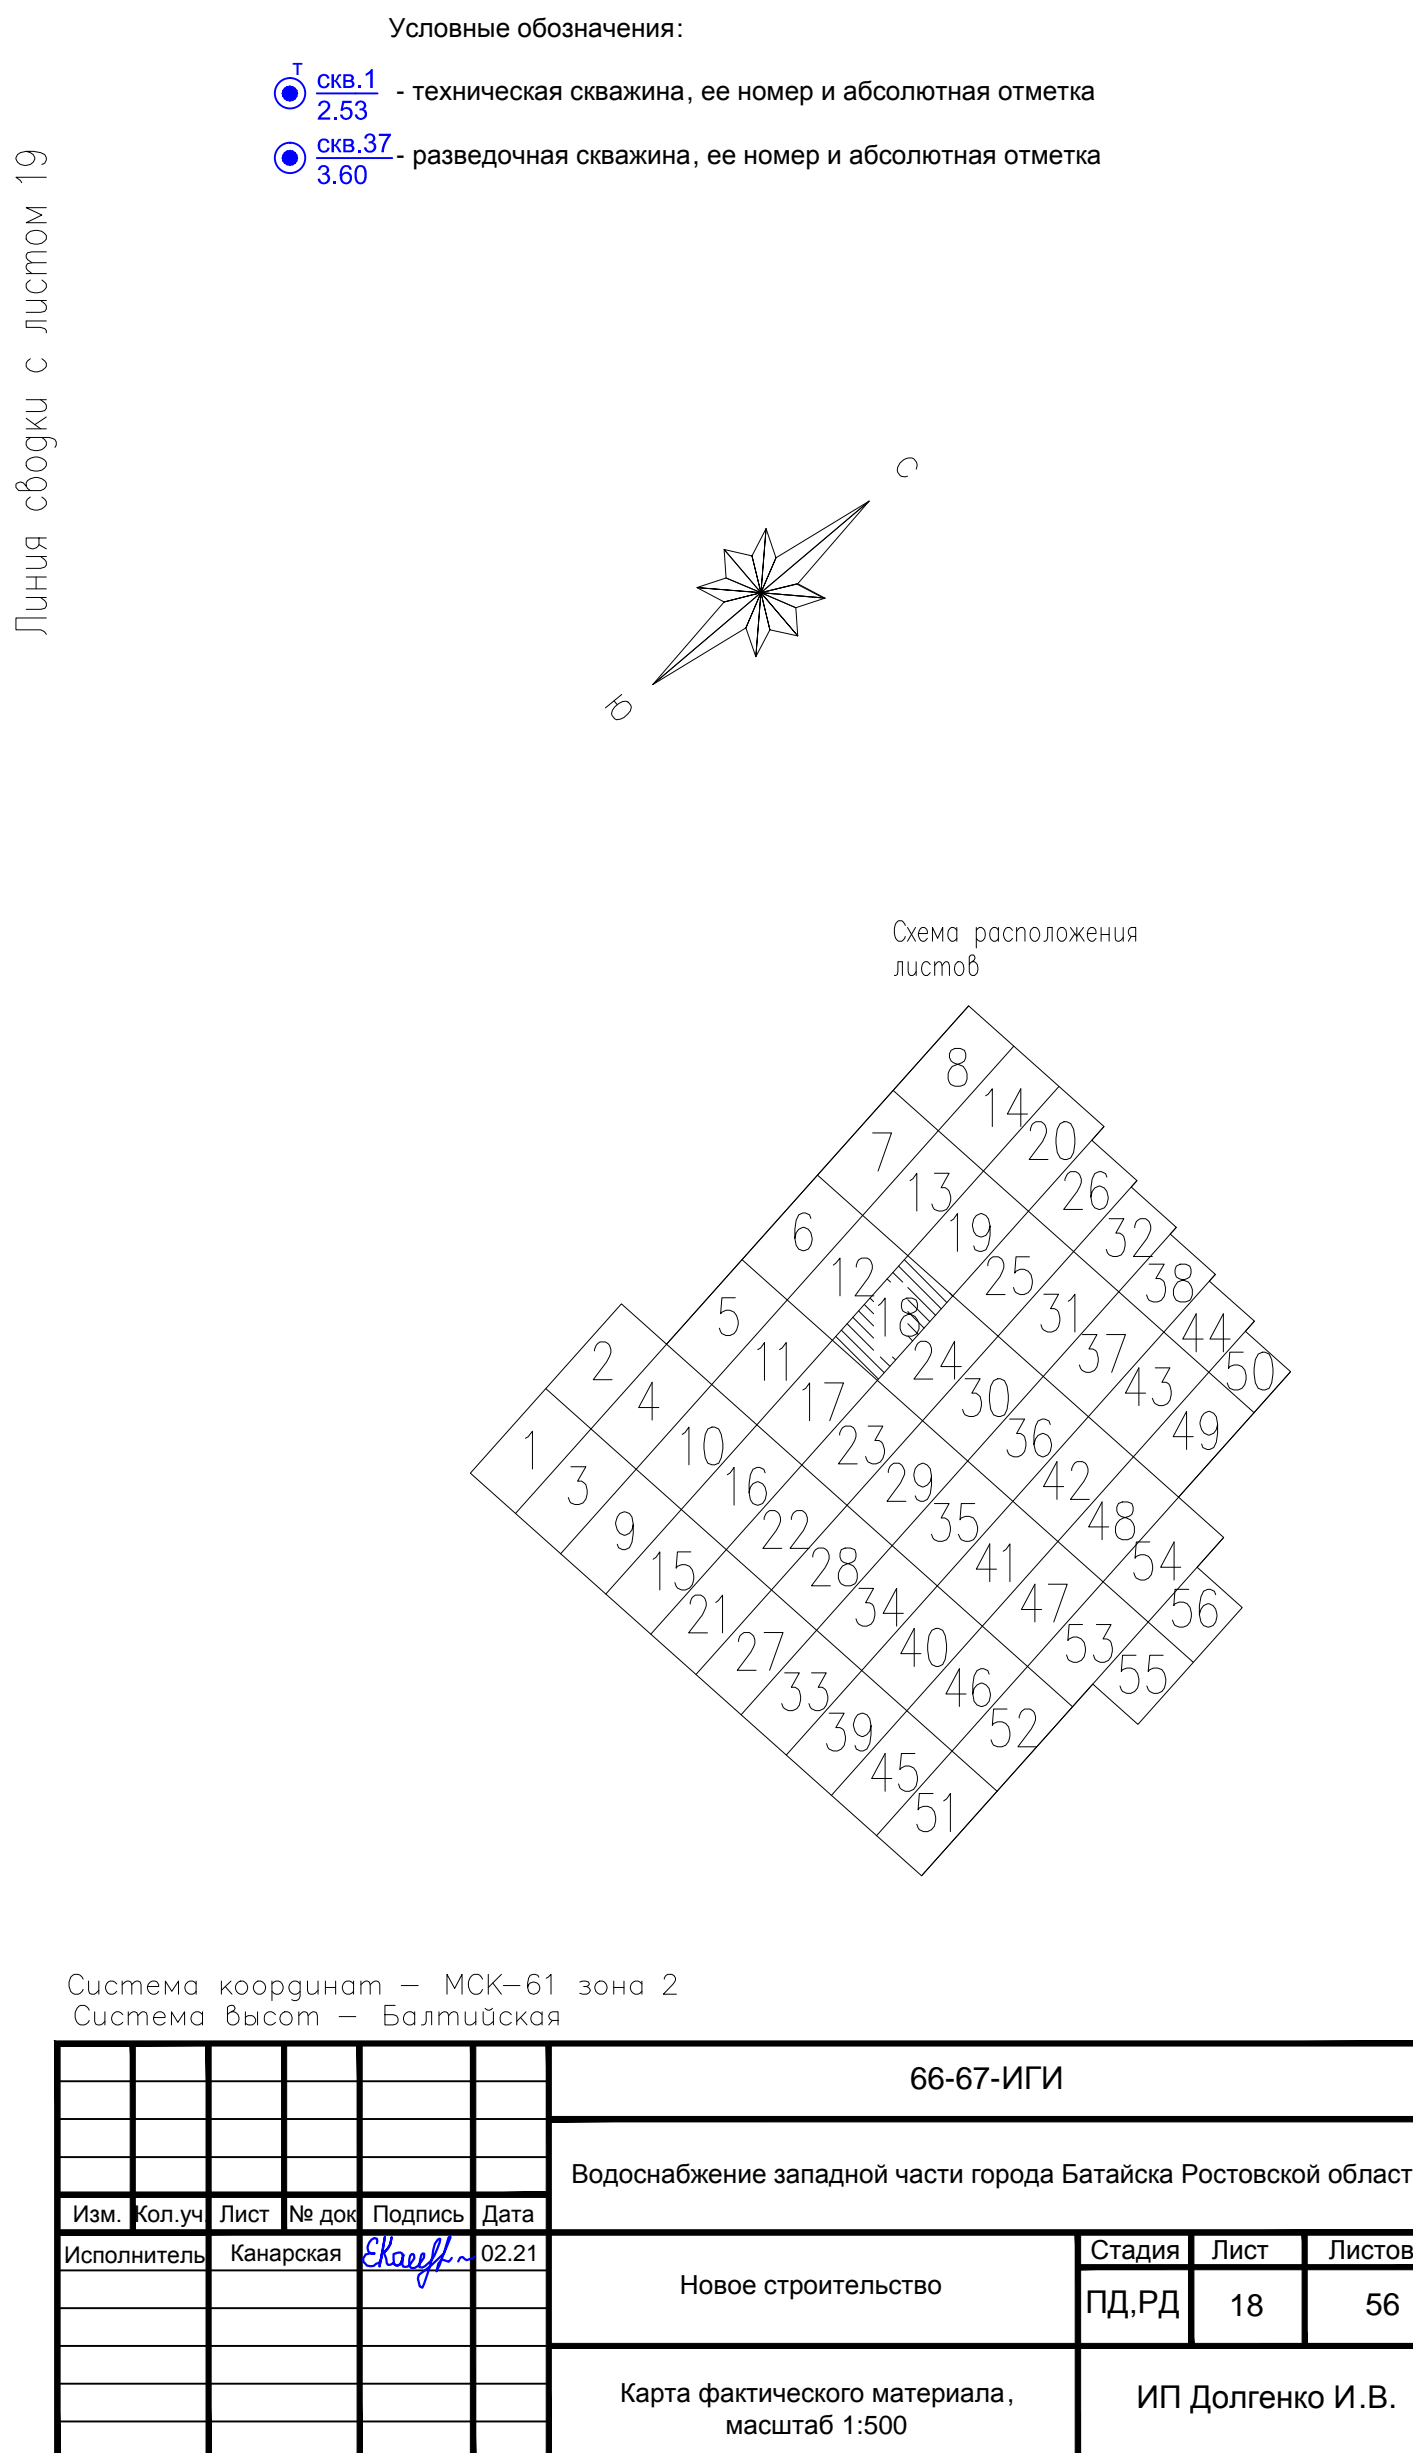 Условные обозначения:
т
скв.1
2.53
- техническая скважина, ее номер и абсолютная отметка
скв.37
3.60
- разведочная скважина, ее номер и абсолютная отметка
Линия сводки с листом 19
С
Ю
Схема расположения
листов
8
14
7
20
13
26
6
19
32
12
25
38
5
18
31
44
2
11
24
37
50
4
17
30
43
1
10
23
36
49
3
16
29
42
9
22
35
48
15
28
41
54
21
34
47
56
27
40
53
33
46
55
39
52
45
51
Система координат – МСК-61 зона 2
Система высот – Балтийская
66-67-ИГИ
Водоснабжение западной части города Батайска Ростовской област
Изм. Кол.уч. Лист № док Подпись Дата
Исполнитель Канарская 02.21
Новое строительство
Стадия Лист Листов
ПД,РД 18 56
Карта фактического материала,
масштаб 1:500
ИП Долгенко И.В.